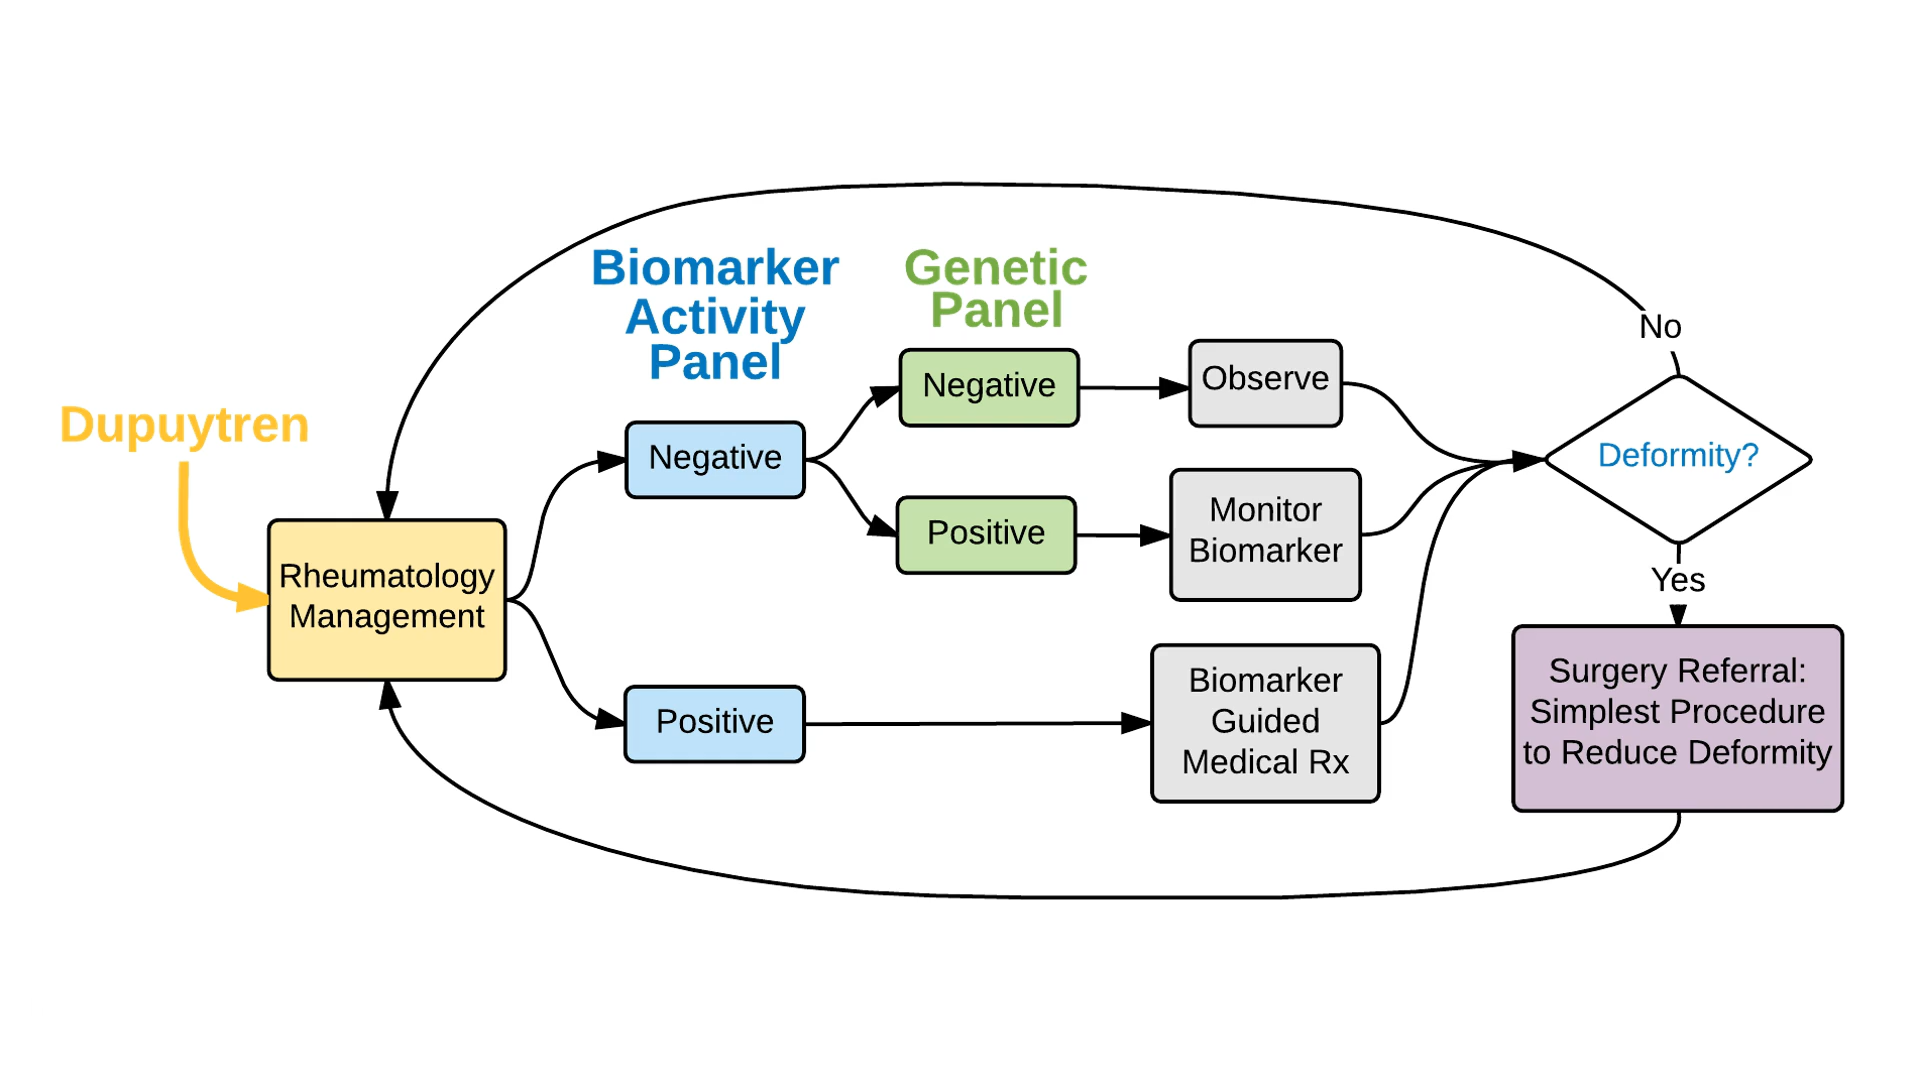 Dupuytren
Rheumatology
Management
Biomarker
Activity
Panel
Negative
Positive
Genetic
Panel
Negative
Positive
Observe
Monitor
Biomarker
Biomarker
Guided
Medical Rx
No
Deformity?
Yes
Surgery Referral:
Simplest Procedure
to Reduce Deformity